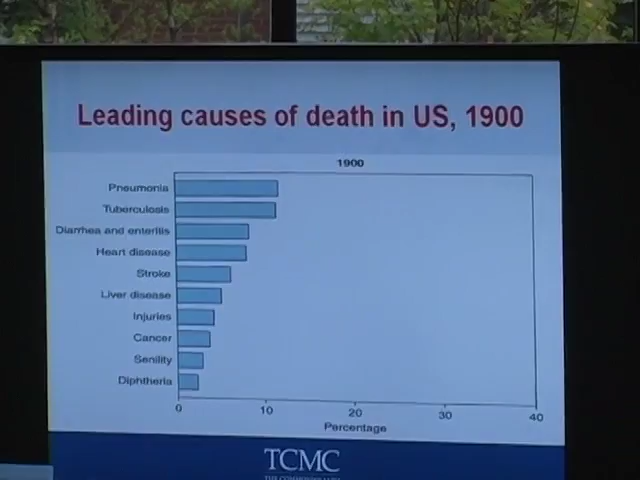 Leading causes of death in US, 1900
1900
Pneumonia
Tuberculosis
Diarrhea and enteritis
Heart disease
Stroke
Liver disease
Injuries
Cancer
Senility
Diphtheria
0 10 20 30 40
Percentage
TCMC